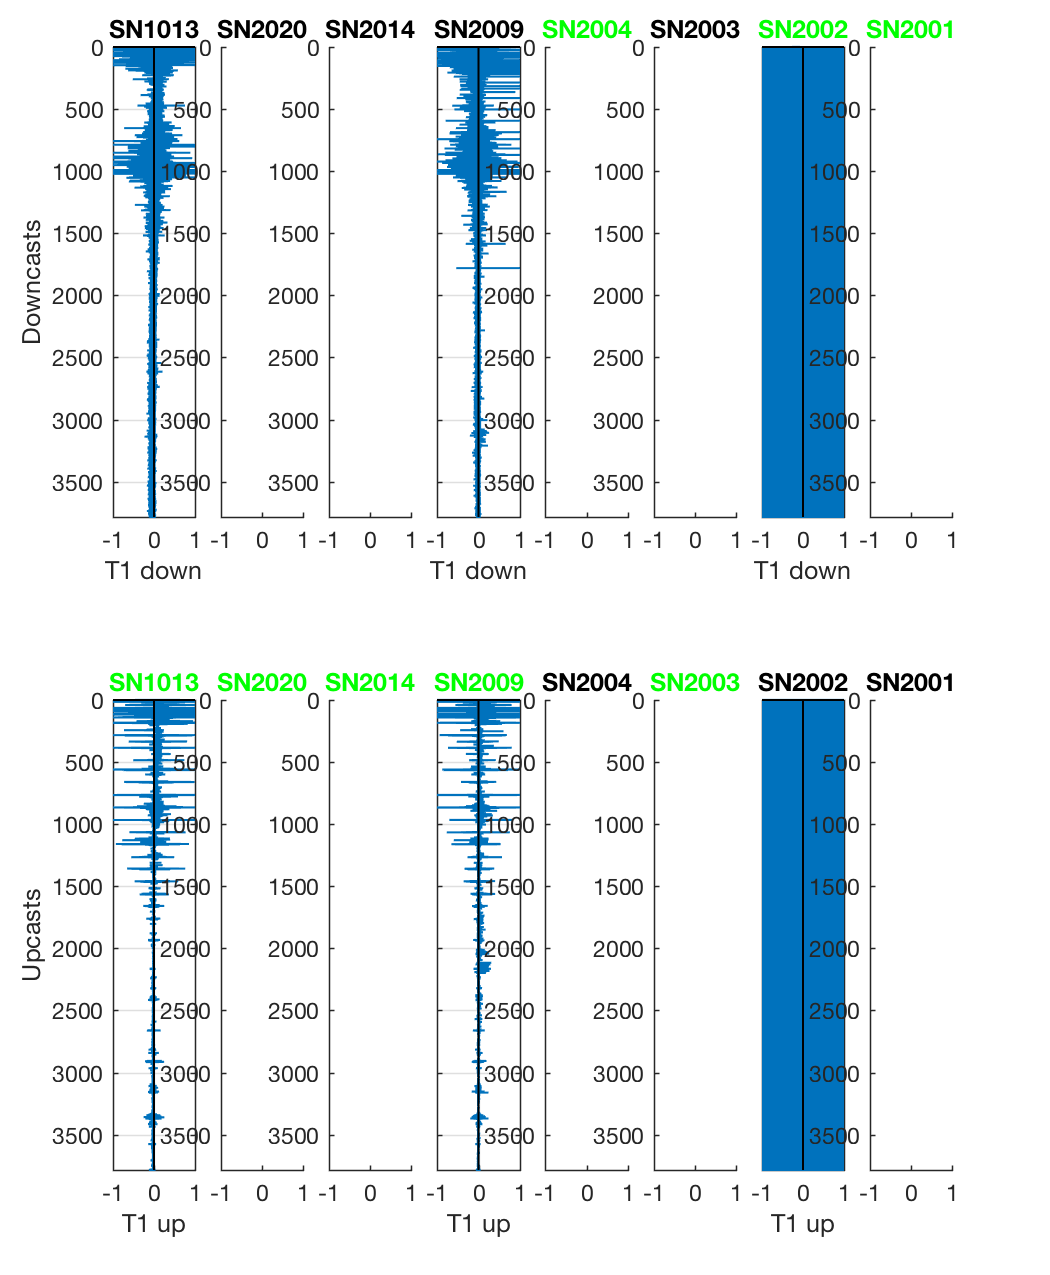 SN1013 SN2020 SN2014 SN2009 SN2004 SN2003 SN2002 SN2001
0 0 0 0 0 0 0 0
500 500 500 500 500 500 500 500
1000 1000 1000 1000 1000 1000 1000 1000
1500 1500 1500 1500 1500 1500 1500 1500
2000 2000 2000 2000 2000 2000 2000 2000
2500 2500 2500 2500 2500 2500 2500 2500
3000 3000 3000 3000 3000 3000 3000 3000
3500 3500 3500 3500 3500 3500 3500 3500
Downcasts
-1 0 1 -1 0 1 -1 0 1 -1 0 1 -1 0 1 -1 0 1 -1 0 1 -1 0 1
T1 down T1 down T1 down
SN1013 SN2020 SN2014 SN2009 SN2004 SN2003 SN2002 SN2001
0 0 0 0 0 0 0 0
500 500 500 500 500 500 500 500
1000 1000 1000 1000 1000 1000 1000 1000
1500 1500 1500 1500 1500 1500 1500 1500
2000 2000 2000 2000 2000 2000 2000 2000
2500 2500 2500 2500 2500 2500 2500 2500
3000 3000 3000 3000 3000 3000 3000 3000
3500 3500 3500 3500 3500 3500 3500 3500
Upcasts
-1 0 1 -1 0 1 -1 0 1 -1 0 1 -1 0 1 -1 0 1 -1 0 1 -1 0 1
T1 up T1 up T1 up